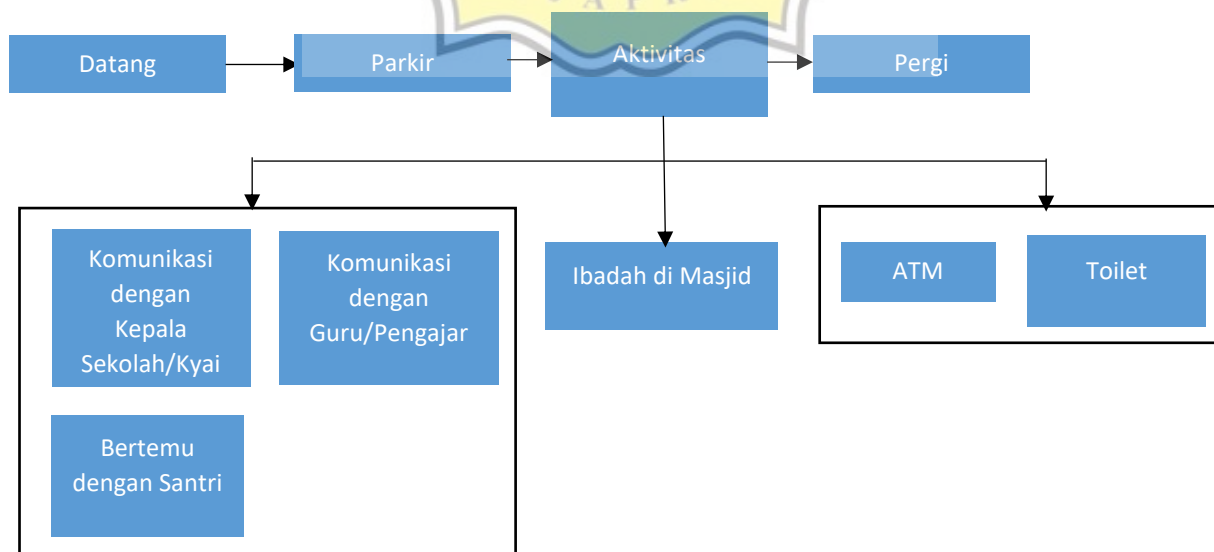 Datang
Parkir
Aktivitas
Pergi
Komunikasi
dengan
Kepala
Sekolah/Kyai
Komunikasi
dengan
Guru/Pengajar
Ibadah di Masjid
ATM
Toilet
Bertemu
dengan Santri